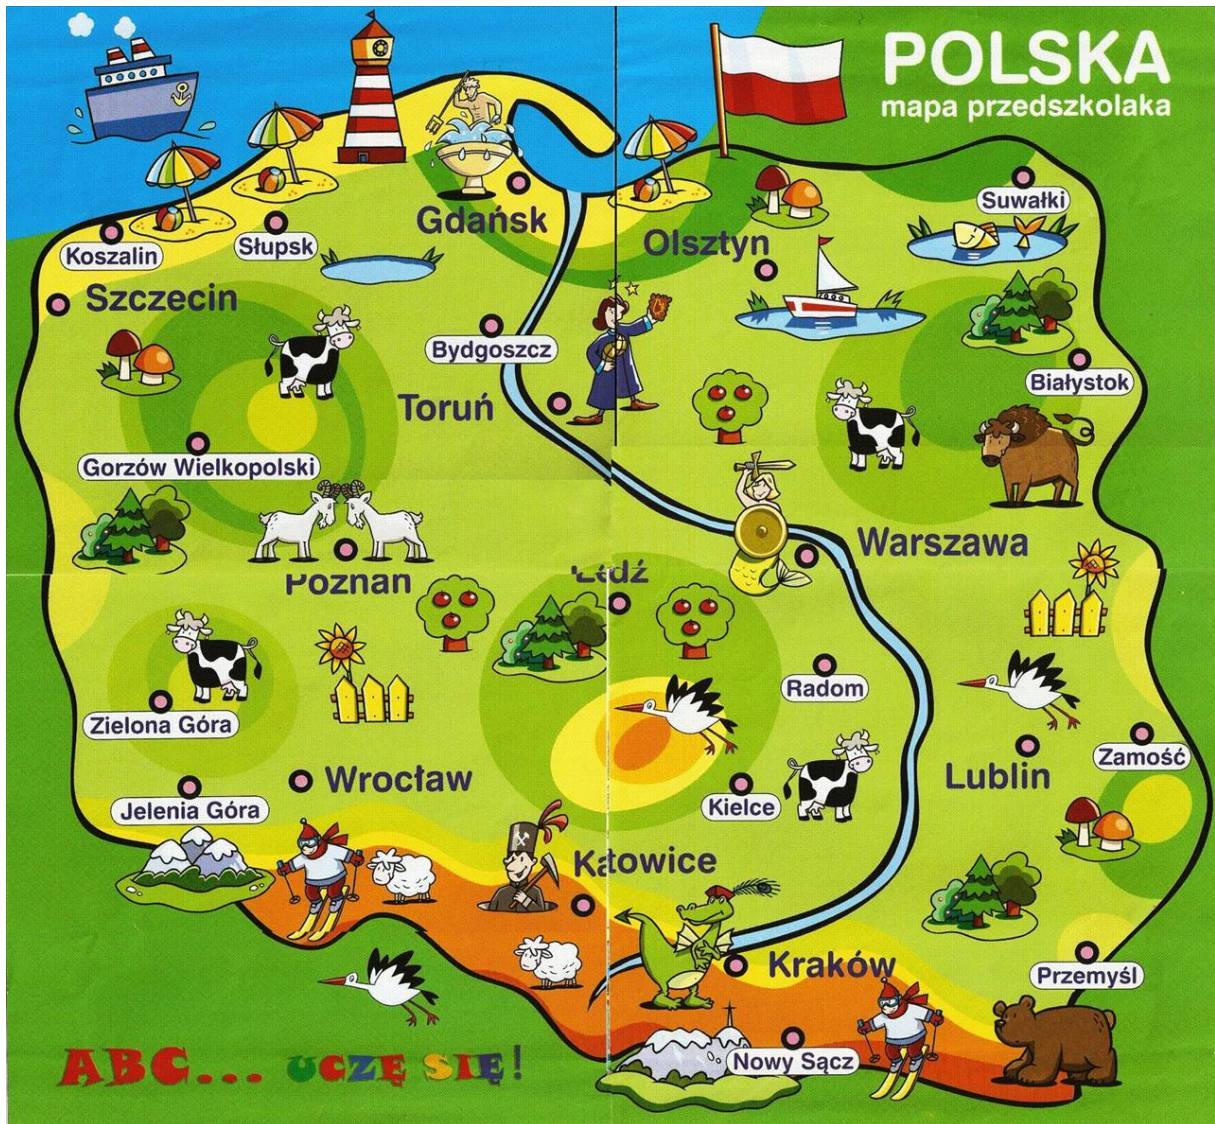 POLSKA
mapa przedszkolaka
Suwałki
Gdańsk
Koszalin
Słupsk
Olsztyn
Szczecin
Bydgoszcz
Białystok
Toruń
Gorzów Wielkopolski
Warszawa
Poznań
Łódź
Radom
Zielona Góra
Zamość
Wrocław
Lublin
Jelenia Góra
Kielce
Katowice
Kraków
Przemyśl
Nowy Sącz
ABC... UCZĘ SIĘ!